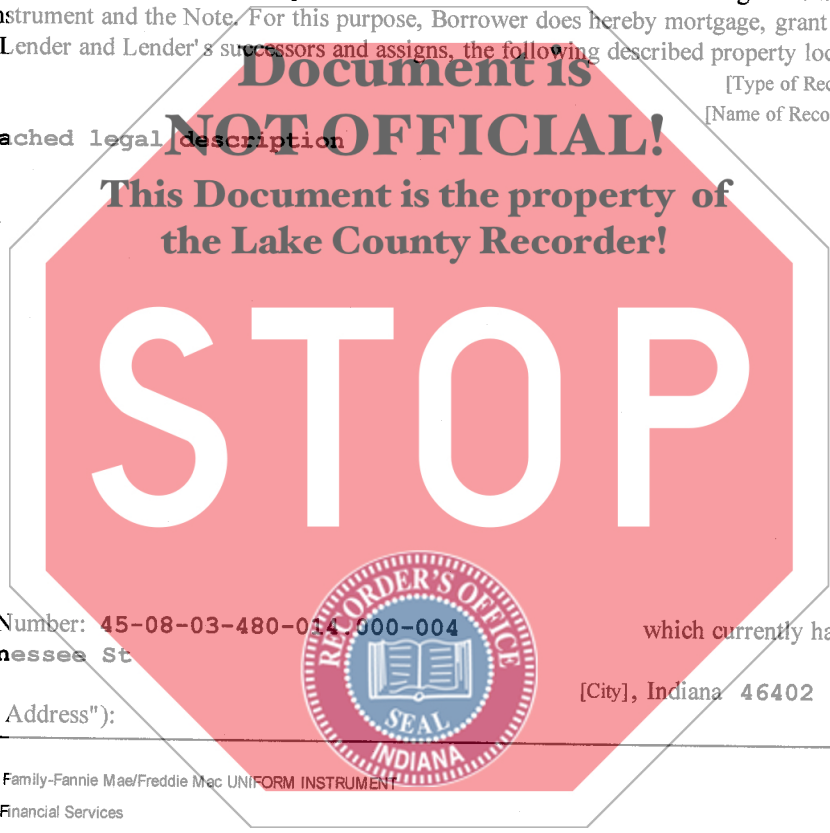 nstrument and the Note. For this purpose, Borrower does hereby mortgage, grant
Lender and Lender's successors and assigns, the following described property loc
[Type of Rec
[Name of Reco
ached legal description
Document is
NOT OFFICIAL!
This Document is the property of
the Lake County Recorder!
STOP
Number: 45-08-03-480-014.000-004
which currently ha
nessee St
[City], Indiana 46402
Address"):
RECORDER'S OFFICE
SEAL
INDIANA
Family-Fannie Mae/Freddie Mac UNIFORM INSTRUMENT
Financial Services